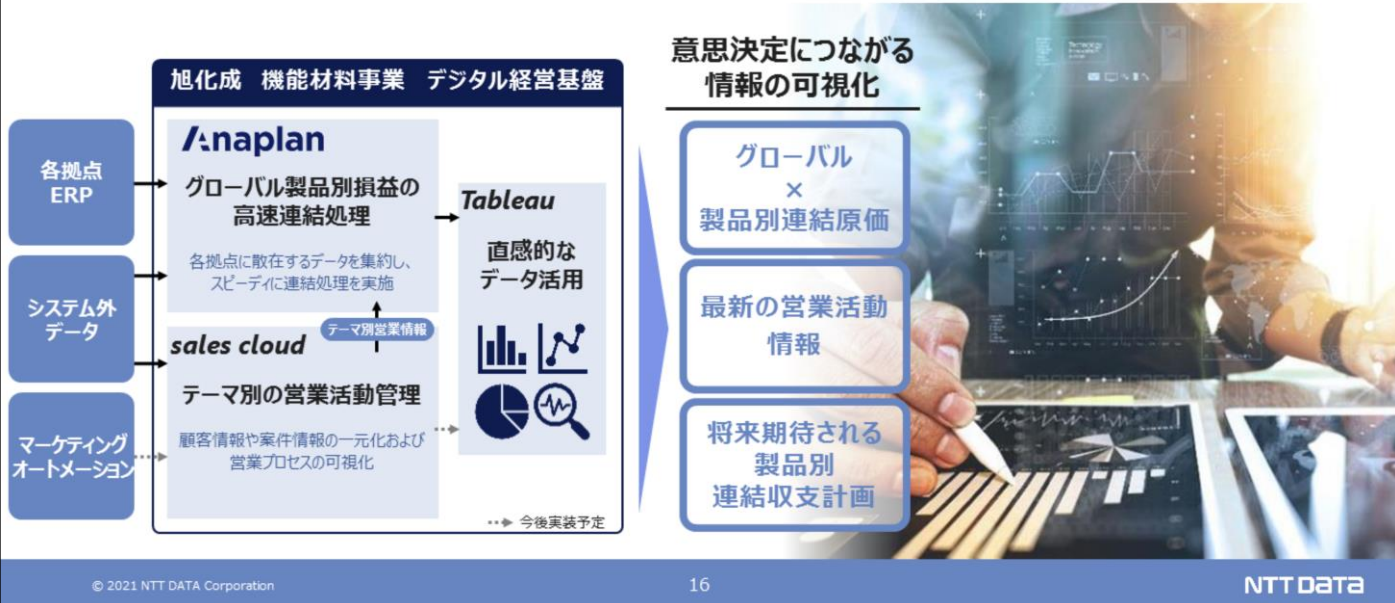 意思決定につながる
情報の可視化
旭化成 機能材料事業 デジタル経営基盤
各拠点
ERP
システム外
データ
マーケティング
オートメーション
Anaplan
グローバル製品別損益の
高速連結処理
各拠点に散在するデータを集約し、
スピーディに連結処理を実施
テーマ別営業情報
sales cloud
テーマ別の営業活動管理
顧客情報や案件情報の一元化および
営業プロセスの可視化
Tableau
直感的な
データ活用
今後実装予定
グローバル
×
製品別連結原価
最新の営業活動
情報
将来期待される
製品別
連結収支計画
© 2021 NTT DATA Corporation
16
NTT DATA